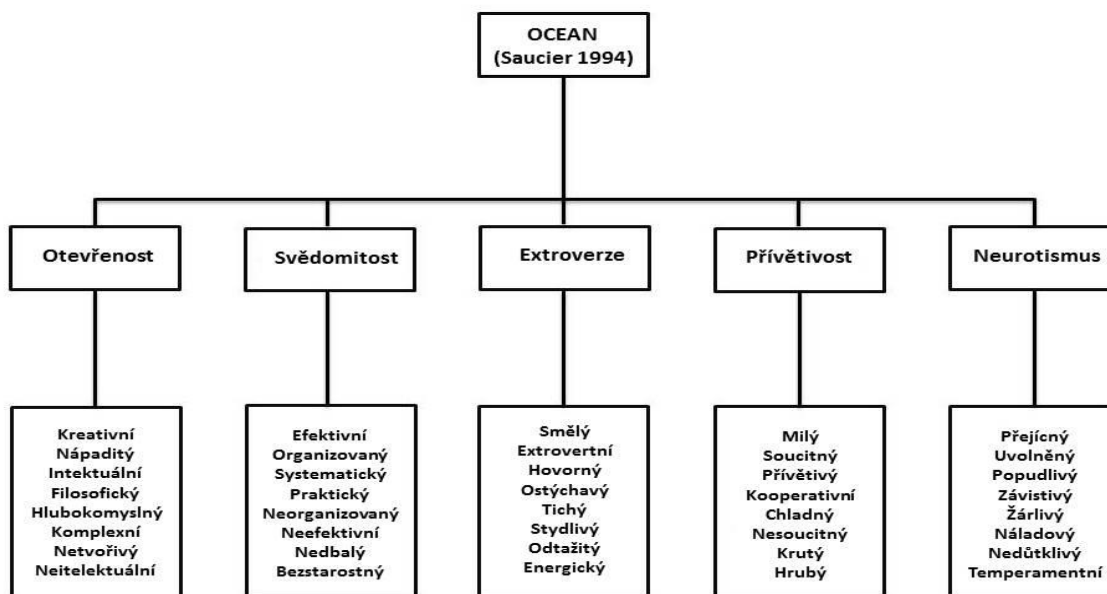 OCEAN
(Saucier 1994)
Otevřenost
Svědomitost
Extroverze
Přívětivost
Neurotismus
Kreativní
Nápaditý
Intektuální
Filosofický
Hlubokomyslný
Komplexní
Netvořivý
Neitelektuální
Efektivní
Organizovaný
Systematický
Praktický
Neorganizovaný
Neefektivní
Nedbalý
Bezstarostný
Smělý
Extrovertní
Hovorný
Ostýchavý
Tichý
Stydlivý
Odtažitý
Energický
Milý
Soucitný
Přívětivý
Kooperativní
Chladný
Nesoucitný
Krutý
Hrubý
Přejícný
Uvolněný
Popudlivý
Závistivý
Žárlivý
Náladový
Nedůtklivý
Temperamentní